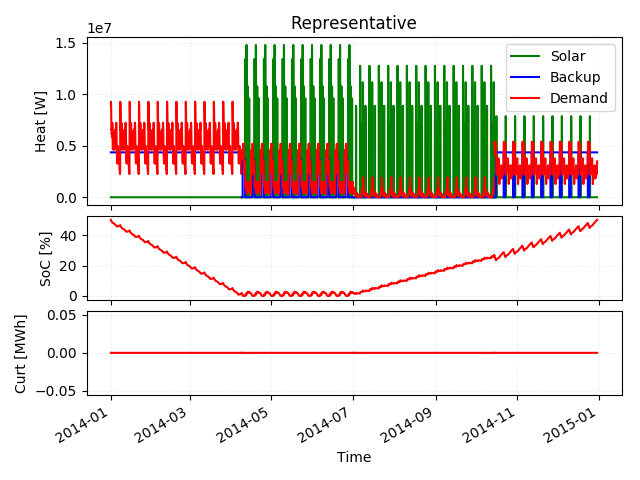 Representative
1e7
Heat [W]
1.5
1.0
0.5
0.0
Solar
Backup
Demand
SoC [%]
40
20
0
Curt [MWh]
0.05
0.00
−0.05
2014-01
2014-03
2014-05
2014-07
2014-09
2014-11
2015-01
Time